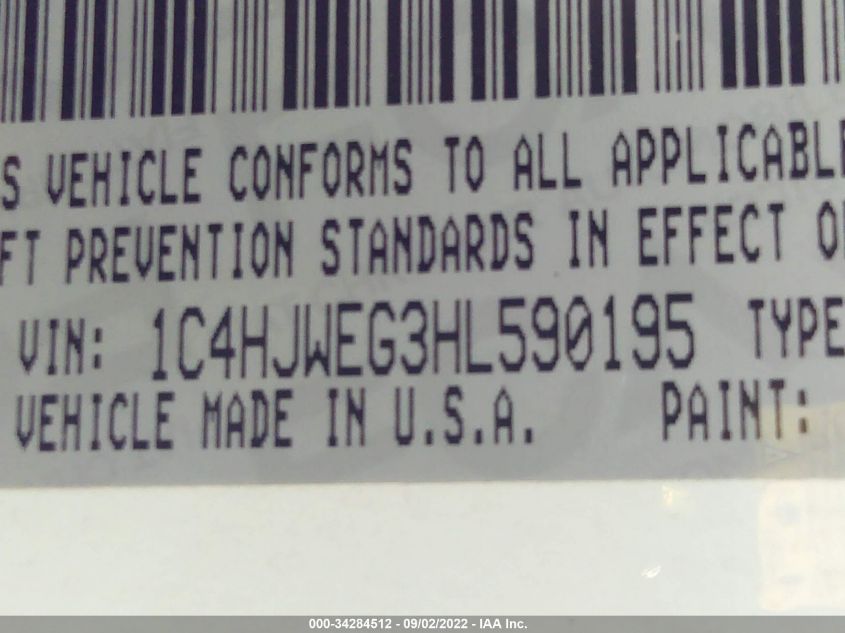 S VEHICLE CONFORMS TO ALL APPLICABLE
FT PREVENTION STANDARDS IN EFFECT O
VIN: 1C4HJWEG3HL590195 TYPE
VEHICLE MADE IN U.S.A. PAINT:
000-34284512 - 09/02/2022 - IAA Inc.